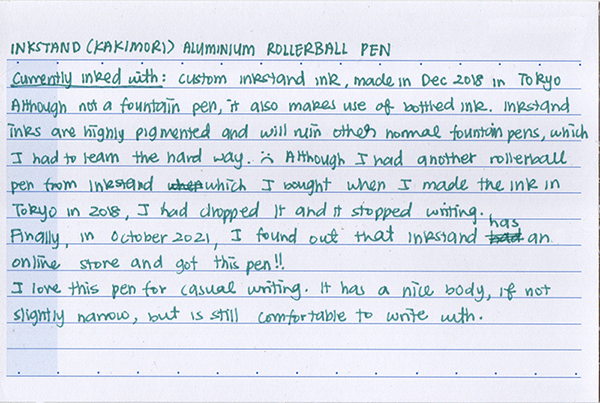 INKSTAND (KAKIMORI) ALUMINIUM ROLLERBALL PEN
Currently inked with: custom inkstand ink, made in Dec 2018 in Tokyo
Although not a fountain pen, it also makes use of bottled ink. Inkstand
inks are highly pigmented and will ruin other normal fountain pens, which
I had to learn the hard way. :( Although I had another rollerball
pen from inkstand when which I bought when I made the ink in
Tokyo in 2018, I had dropped it and it stopped writing.
Finally, in October 2021, I found out that inkstand had has an
online store and got this pen!!
I love this pen for casual writing. It has a nice body, if not
slightly narrow, but is still comfortable to write with.